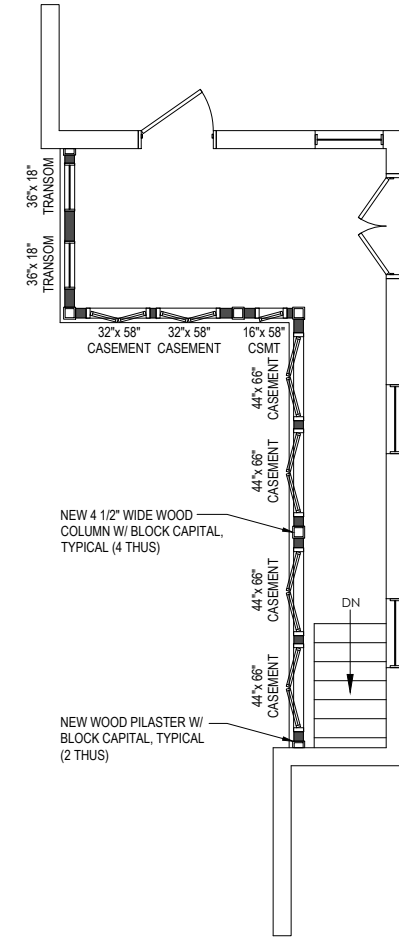 36"x 18"
TRANSOM
36"x 18"
TRANSOM
32"x 58"
CASEMENT
32"x 58"
CASEMENT
16"x 58"
CSMT
44"x 66"
CASEMENT
44"x 66"
CASEMENT
NEW 4 1/2" WIDE WOOD
COLUMN W/ BLOCK CAPITAL,
TYPICAL (4 THUS)
44"x 66"
CASEMENT
DN
44"x 66"
CASEMENT
NEW WOOD PILASTER W/
BLOCK CAPITAL, TYPICAL
(2 THUS)